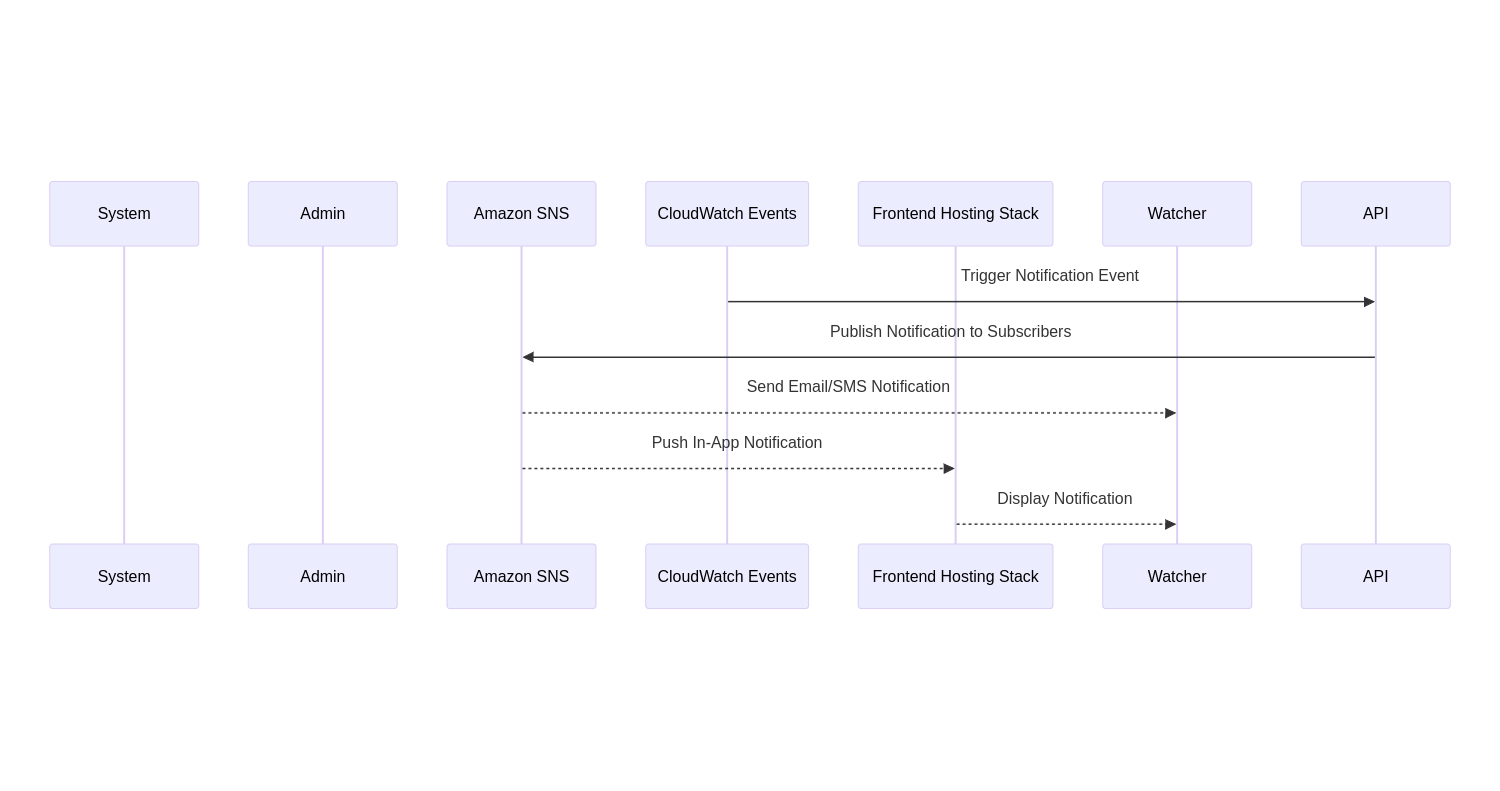 System
Admin
Amazon SNS
CloudWatch Events
Frontend Hosting Stack
Watcher
API
Trigger Notification Event
Publish Notification to Subscribers
Send Email/SMS Notification
Push In-App Notification
Display Notification
System
Admin
Amazon SNS
CloudWatch Events
Frontend Hosting Stack
Watcher
API